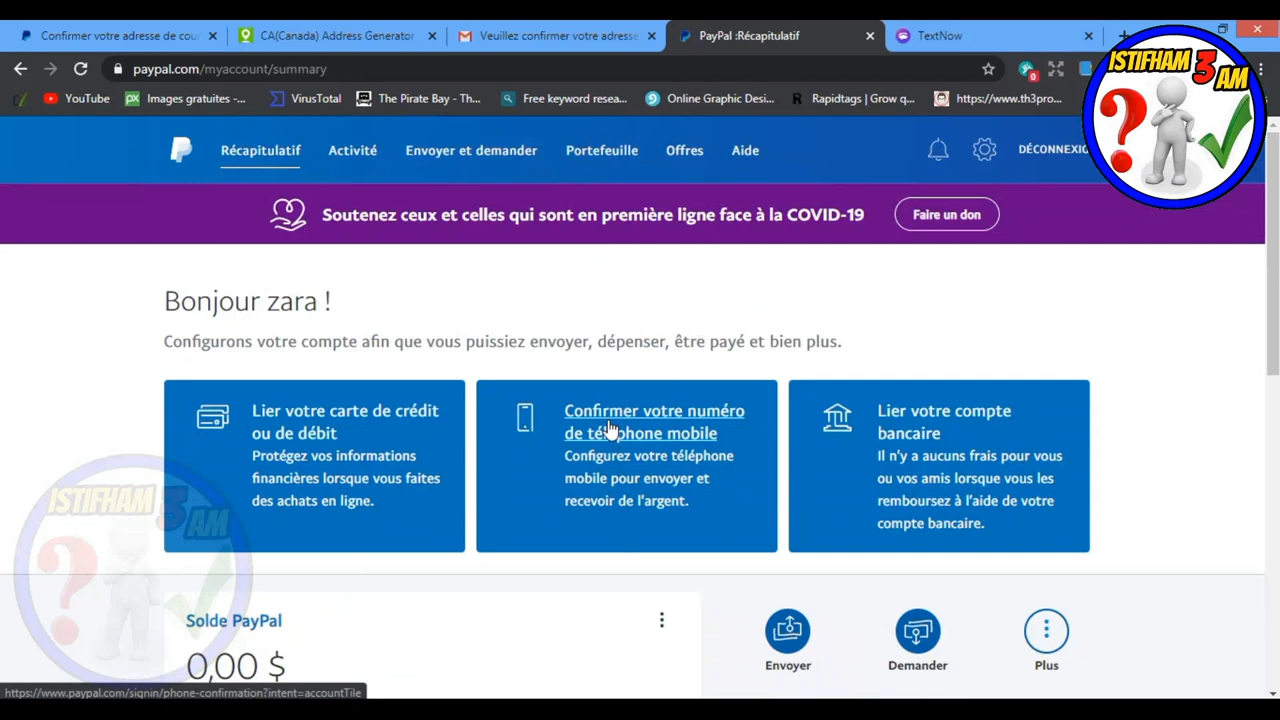 Confirmer votre adresse de cou
CA(Canada) Address Generator
Veuillez confirmer votre adresse
PayPal :Récapitulatif
TextNow
paypal.com/myaccount/summary
YouTube
Images gratuites -...
VirusTotal
The Pirate Bay - Th...
Free keyword resea...
Online Graphic Desi...
Rapidtags | Grow q...
https://www.th3pro...
ISTIFHAM 3 AM
Récapitulatif
Activité
Envoyer et demander
Portefeuille
Offres
Aide
DÉCONNEXIO
Soutenez ceux et celles qui sont en première ligne face à la COVID-19
Faire un don
Bonjour zara !
Configurons votre compte afin que vous puissiez envoyer, dépenser, être payé et bien plus.
Lier votre carte de crédit
ou de débit
Protégez vos informations
financières lorsque vous faites
des achats en ligne.
Confirmer votre numéro
de téléphone mobile
Configurez votre téléphone
mobile pour envoyer et
recevoir de l'argent.
Lier votre compte
bancaire
Il n'y a aucuns frais pour vous
ou vos amis lorsque vous les
remboursez à l'aide de votre
compte bancaire.
ISTIFHAM 3 AM
Solde PayPal
0,00 $
Envoyer
Demander
Plus
https://www.paypal.com/signin/phone-confirmation?intent=accountTile